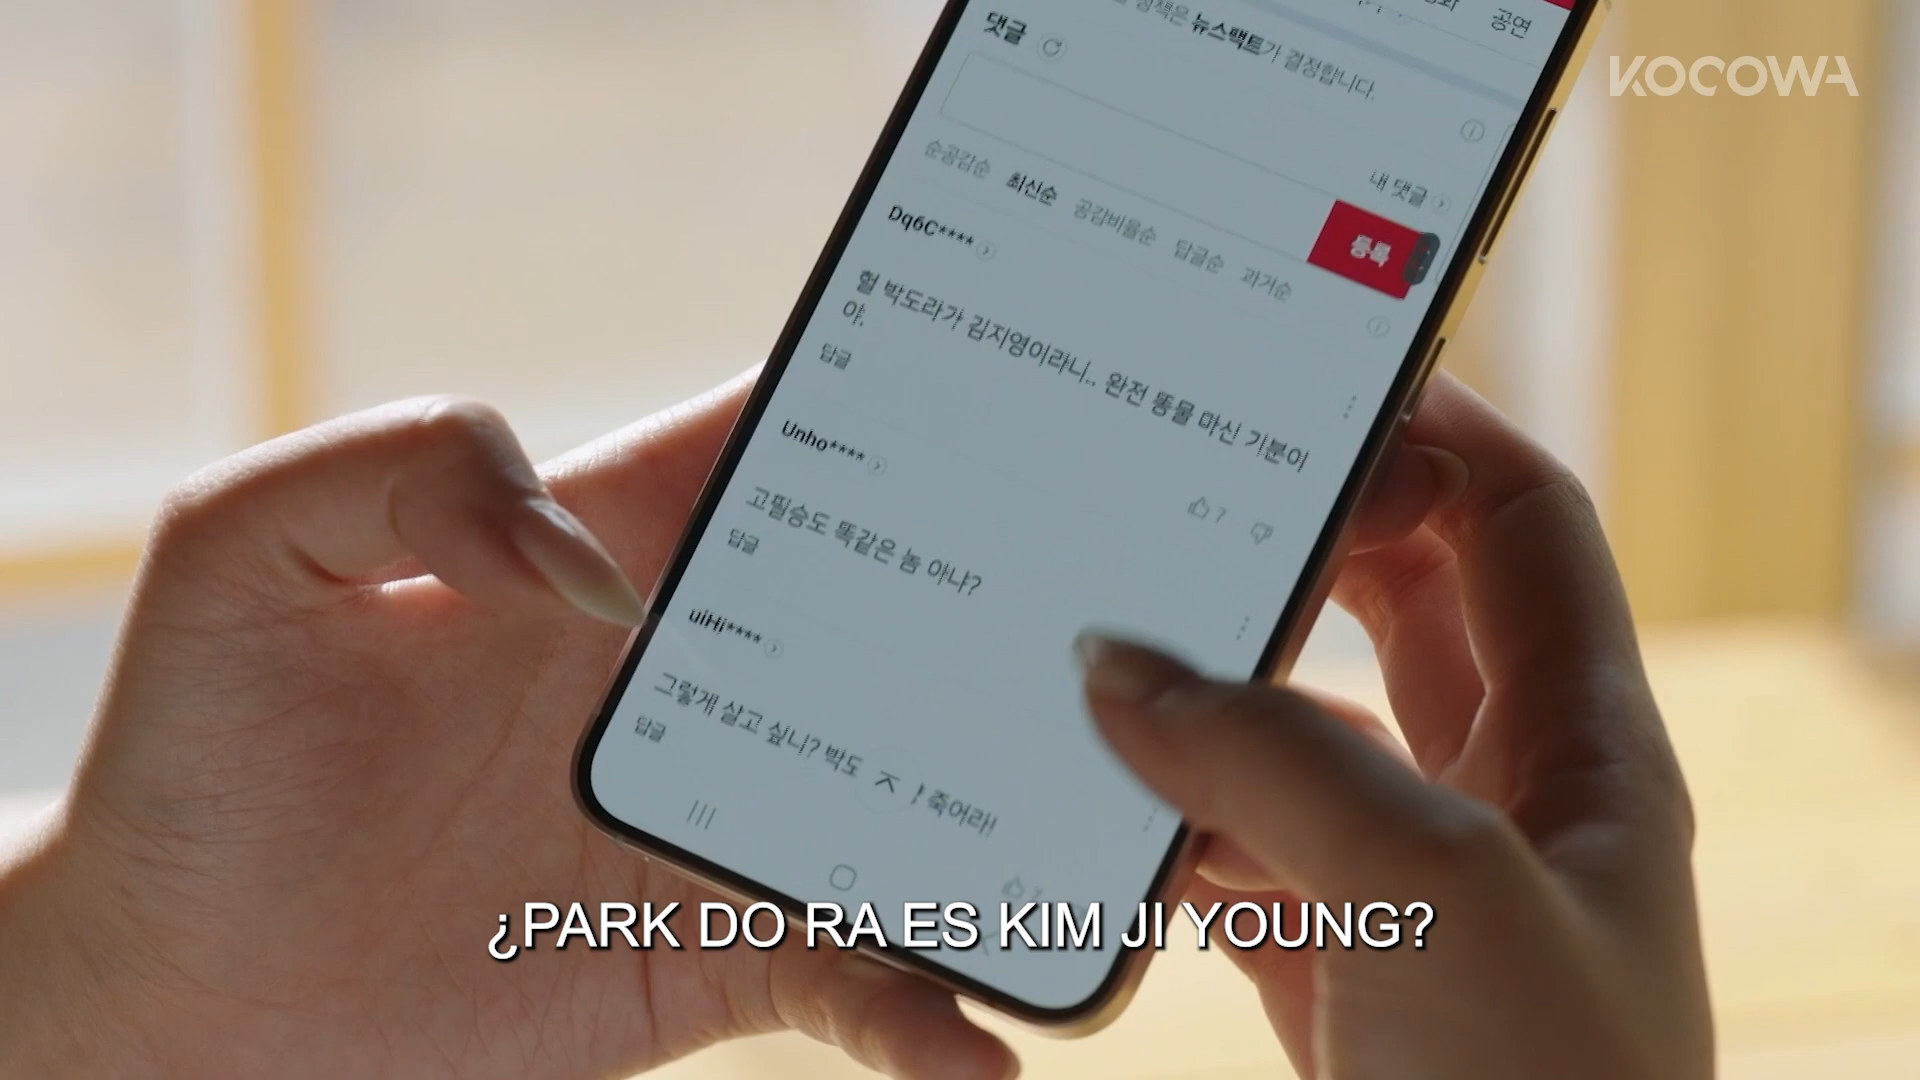 KOCOWA
공연
정책은 뉴스팩트가 결정합니다.
댓글
내 댓글
등록
순공감순 최신순 공감비율순 답글순 과거순
Dq6C****
헐 박도라가 김지영이라니.. 완전 똥물 마신 기분이
야.
답글
7
Unho****
고필승도 똑같은 놈 아냐?
답글
uiHi****
그렇게 살고 싶니? 박도 죽어라!
답글
¿PARK DO RA ES KIM JI YOUNG?